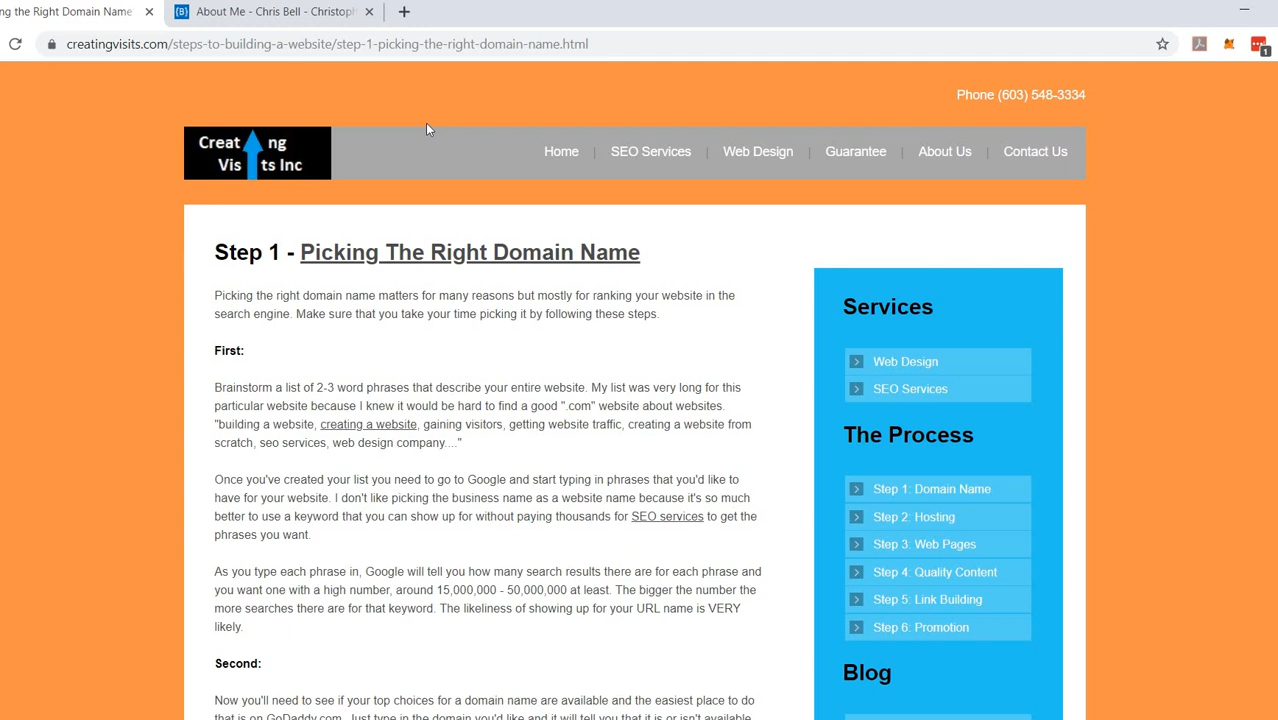 ng the Right Domain Name
About Me - Chris Bell - Christoph
creatingvisits.com/steps-to-building-a-website/step-1-picking-the-right-domain-name.html
1
Phone (603) 548-3334
Creat ng
Vis ts Inc
Home | SEO Services | Web Design | Guarantee | About Us | Contact Us
Step 1 - Picking The Right Domain Name
Picking the right domain name matters for many reasons but mostly for ranking your website in the
search engine. Make sure that you take your time picking it by following these steps.
First:
Brainstorm a list of 2-3 word phrases that describe your entire website. My list was very long for this
particular website because I knew it would be hard to find a good ".com" website about websites.
"building a website, creating a website, gaining visitors, getting website traffic, creating a website from
scratch, seo services, web design company...."
Once you've created your list you need to go to Google and start typing in phrases that you'd like to
have for your website. I don't like picking the business name as a website name because it's so much
better to use a keyword that you can show up for without paying thousands for SEO services to get the
phrases you want.
As you type each phrase in, Google will tell you how many search results there are for each phrase and
you want one with a high number, around 15,000,000 - 50,000,000 at least. The bigger the number the
more searches there are for that keyword. The likeliness of showing up for your URL name is VERY
likely.
Second:
Now you'll need to see if your top choices for a domain name are available and the easiest place to do
that is on GoDaddy.com. Just type in the domain you'd like and it will tell you that it is or isn't available
Services
Web Design
SEO Services
The Process
Step 1: Domain Name
Step 2: Hosting
Step 3: Web Pages
Step 4: Quality Content
Step 5: Link Building
Step 6: Promotion
Blog